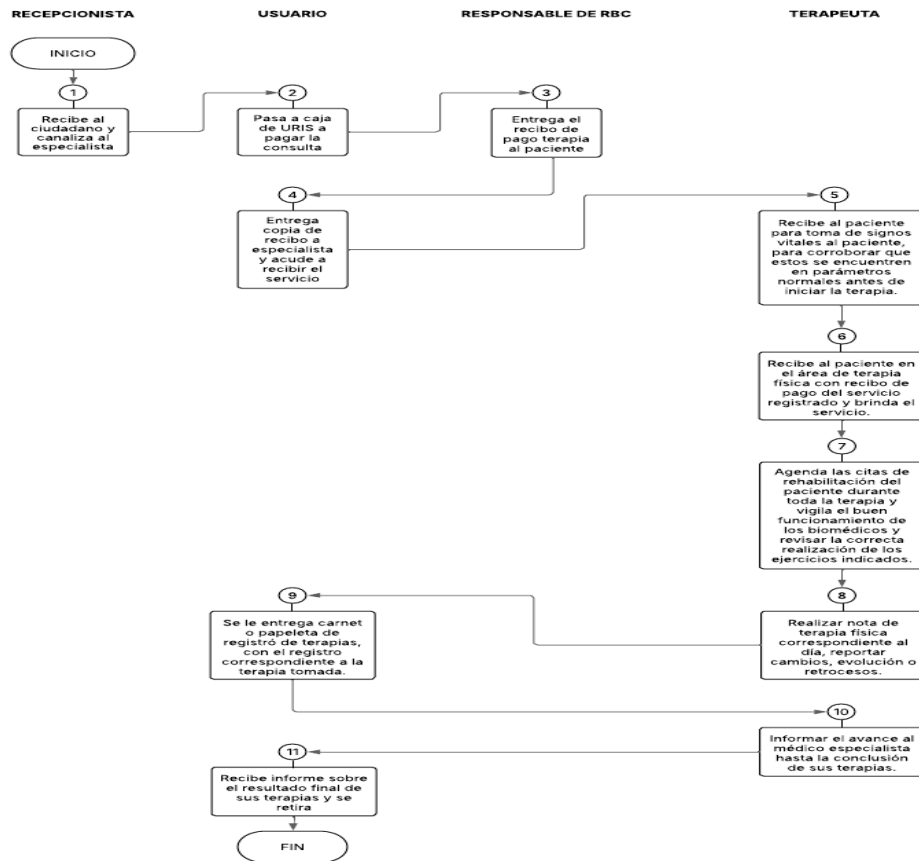 RECEPCIONISTA
USUARIO
RESPONSABLE DE RBC
TERAPEUTA
INICIO
1
Recibe al
ciudadano y
canaliza al
especialista
2
Pasa a caja
de URIS a
pagar la
consulta
3
Entrega el
recibo de
pago terapia
al paciente
4
Entrega
copia de
recibo a
especialista
y acude a
recibir el
servicio
5
Recibe al paciente
para toma de signos
vitales al paciente,
para corroborar que
estos se encuentren
en parámetros
normales antes de
iniciar la terapia.
6
Recibe al paciente en
el área de terapia
física con recibo de
pago del servicio
registrado y brinda el
servicio.
7
Agenda las citas de
rehabilitación del
paciente durante
toda la terapia y
vigila el buen
funcionamiento de
los biomédicos y
revisar la correcta
realización de los
ejercicios indicados.
8
Realizar nota de
terapia física
correspondiente al
día, reportar
cambios, evolución o
retrocesos.
9
Se le entrega carnet
o papeleta de
registró de terapias,
con el registro
correspondiente a la
terapia tomada.
10
Informar el avance al
médico especialista
hasta la conclusión
de sus terapias.
11
Recibe informe sobre
el resultado final de
sus terapias y se
retira
FIN